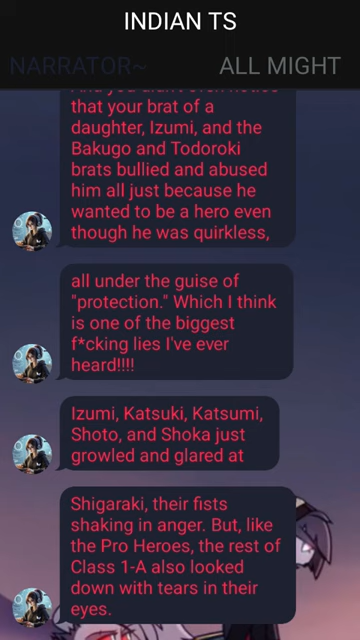 INDIAN TS
NARRATOR~ ALL MIGHT
that your brat of a
daughter, Izumi, and the
Bakugo and Todoroki
brats bullied and abused
him all just because he
wanted to be a hero even
though he was quirkless,
all under the guise of
"protection." Which I think
is one of the biggest
f*cking lies I've ever
heard!!!!
Izumi, Katsuki, Katsumi,
Shoto, and Shoka just
growled and glared at
Shigaraki, their fists
shaking in anger. But, like
the Pro Heroes, the rest of
Class 1-A also looked
down with tears in their
eyes.